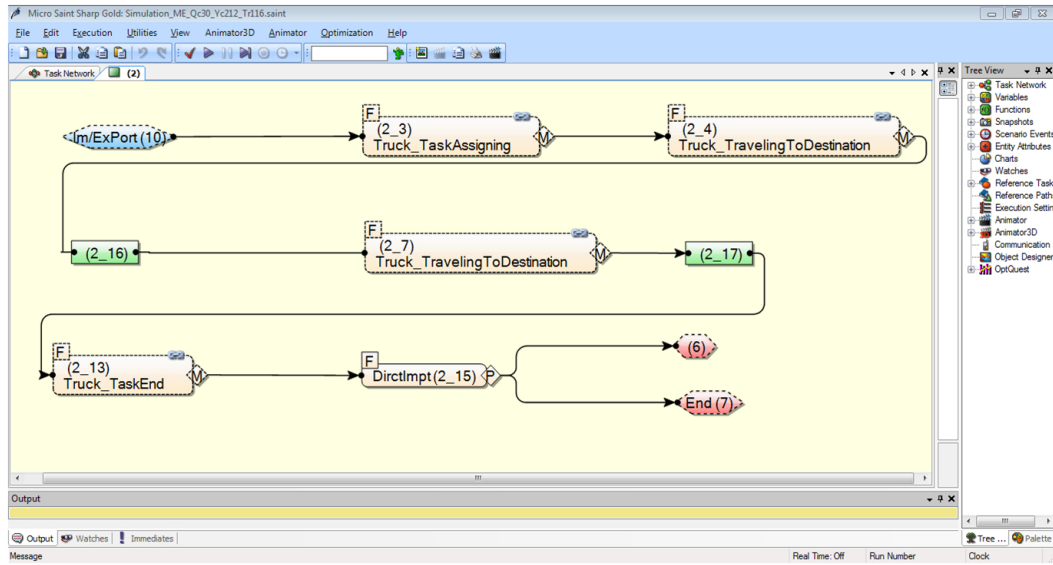 Micro Saint Sharp Gold: Simulation_ME_Qc30_Yc212_Tr116.saint
File Edit Execution Utilities View Animator3D Animator Optimization Help
Task Network (2)
Tree View
Task Network
Variables
Functions
Snapshots
Scenario Events
Entity Attributes
Charts
Watches
Reference Task
Reference Path
Execution Settin
Animator
Animator3D
Communication
Object Designer
OptQuest
Im/ExPort (10)
F
(2_3)
Truck_TaskAssigning
M
F
(2_4)
Truck_TravelingToDestination
M
(2_16)
F
(2_7)
Truck_TravelingToDestination
M
(2_17)
F
(2_13)
Truck_TaskEnd
M
F
DirctImpt (2_15)
P
(6)
End (7)
Output
Output Watches Immediates
Tree ... Palette
Message Real Time: Off Run Number Clock